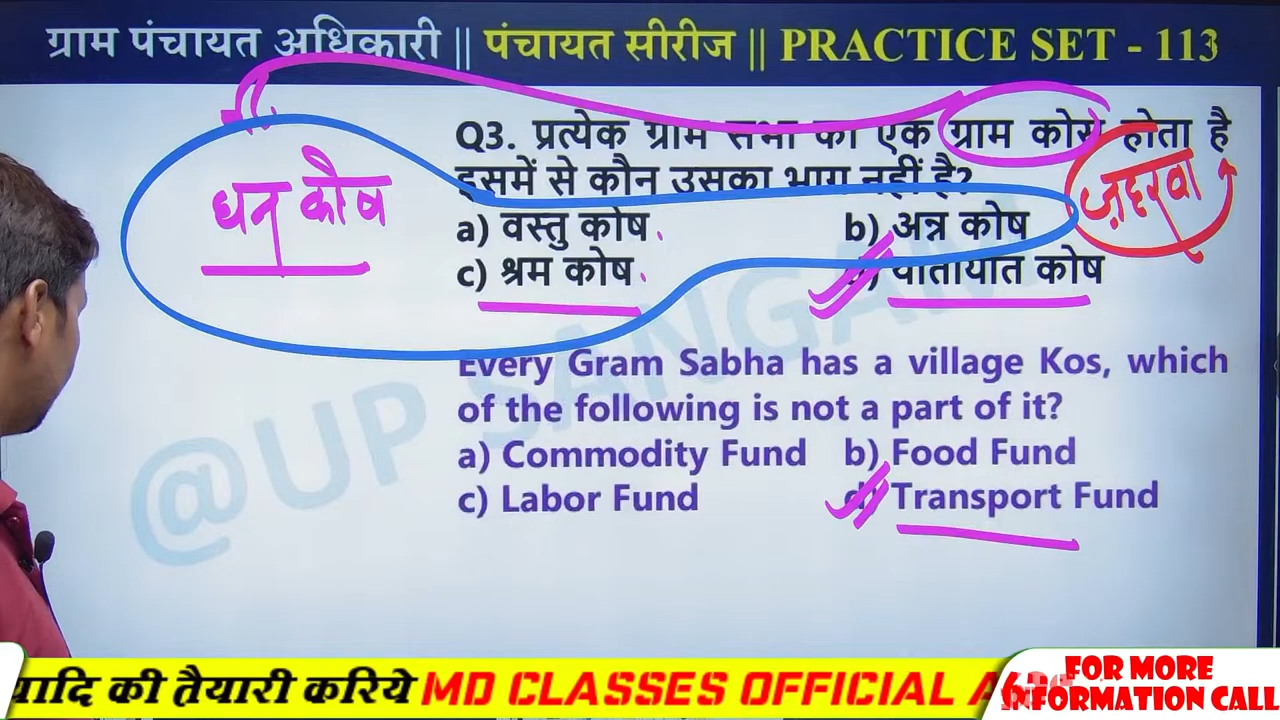 ग्राम पंचायत अधिकारी || पंचायत सीरीज || PRACTICE SET - 113
Q3. प्रत्येक ग्राम सभा का एक ग्राम कोस होता है
इसमें से कौन उसका भाग नहीं है?
a) वस्तु कोष
b) अन्न कोष
c) श्रम कोष
d) यातायात कोष
धन कोष
Every Gram Sabha has a village Kos, which
of the following is not a part of it?
a) Commodity Fund
b) Food Fund
c) Labor Fund
d) Transport Fund
@UP SANGAM
यादि की तैयारी करिये MD CLASSES OFFICIAL
FOR MORE
INFORMATION CALL